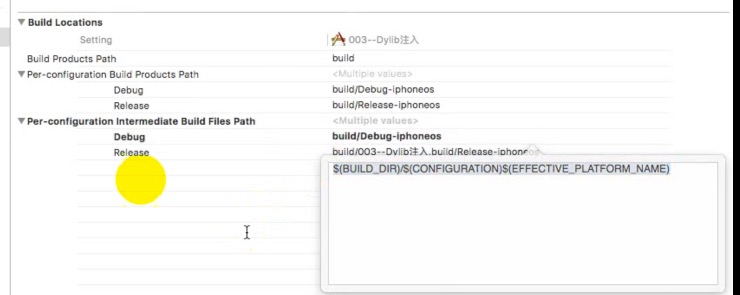 Build Locations
Setting 003--Dylib注入
Build Products Path build
Per-configuration Build Products Path <Multiple values>
Debug build/Debug-iphoneos
Release build/Release-iphoneos
Per-configuration Intermediate Build Files Path <Multiple values>
Debug build/Debug-iphoneos
Release build/003--Dylib注入.build/Release-iphoneos
$(BUILD_DIR)/$(CONFIGURATION)$(EFFECTIVE_PLATFORM_NAME)